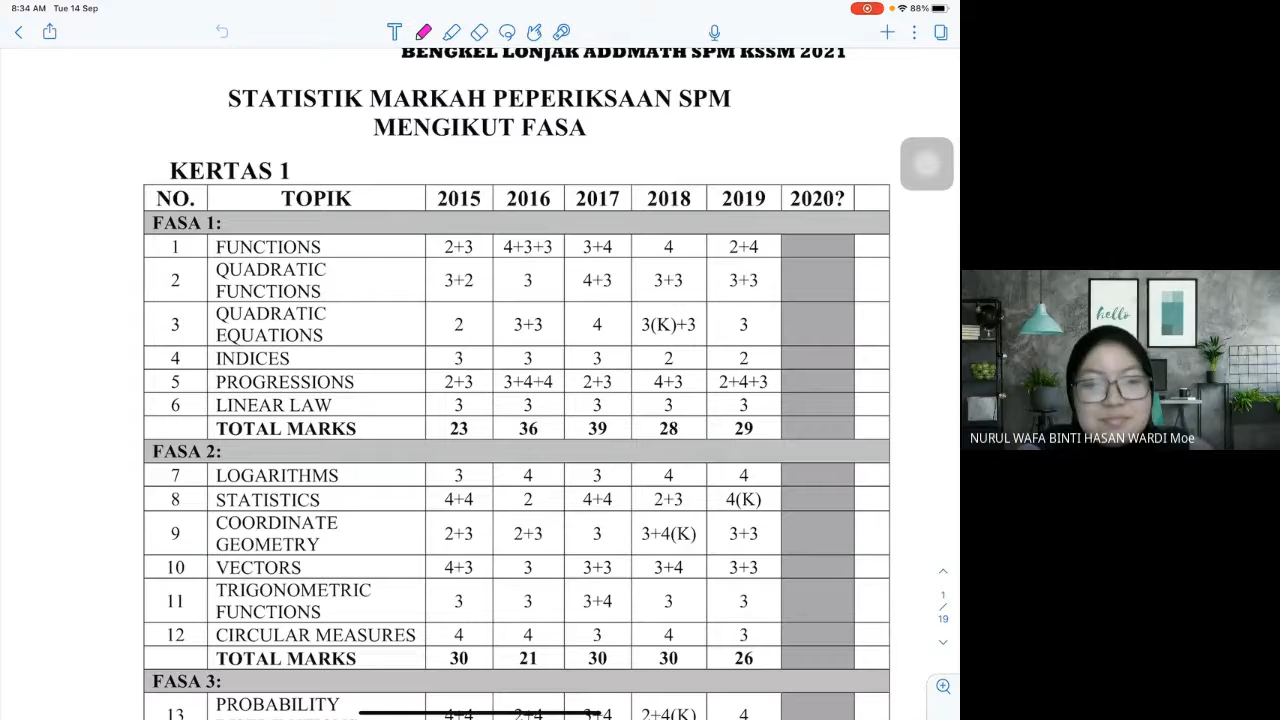 8:34 AM Tue 14 Sep 88%
BENGKEL LONJAK ADDMATH SPM KSSM 2021
STATISTIK MARKAH PEPERIKSAAN SPM
MENGIKUT FASA
KERTAS 1
NO. TOPIK 2015 2016 2017 2018 2019 2020?
FASA 1:
1 FUNCTIONS 2+3 4+3+3 3+4 4 2+4
2 QUADRATIC FUNCTIONS 3+2 3 4+3 3+3 3+3
3 QUADRATIC EQUATIONS 2 3+3 4 3(K)+3 3
4 INDICES 3 3 3 2 2
5 PROGRESSIONS 2+3 3+4+4 2+3 4+3 2+4+3
6 LINEAR LAW 3 3 3 3 3
TOTAL MARKS 23 36 39 28 29
FASA 2:
7 LOGARITHMS 3 4 3 4 4
8 STATISTICS 4+4 2 4+4 2+3 4(K)
9 COORDINATE GEOMETRY 2+3 2+3 3 3+4(K) 3+3
10 VECTORS 4+3 3 3+3 3+4 3+3
11 TRIGONOMETRIC FUNCTIONS 3 3 3+4 3 3
12 CIRCULAR MEASURES 4 4 3 4 3
TOTAL MARKS 30 21 30 30 26
FASA 3:
13 PROBABILITY 4+4 2+4 3+4 2+4(K) 4
1
/
19
hello
NURUL WAFA BINTI HASAN WARDI Moe